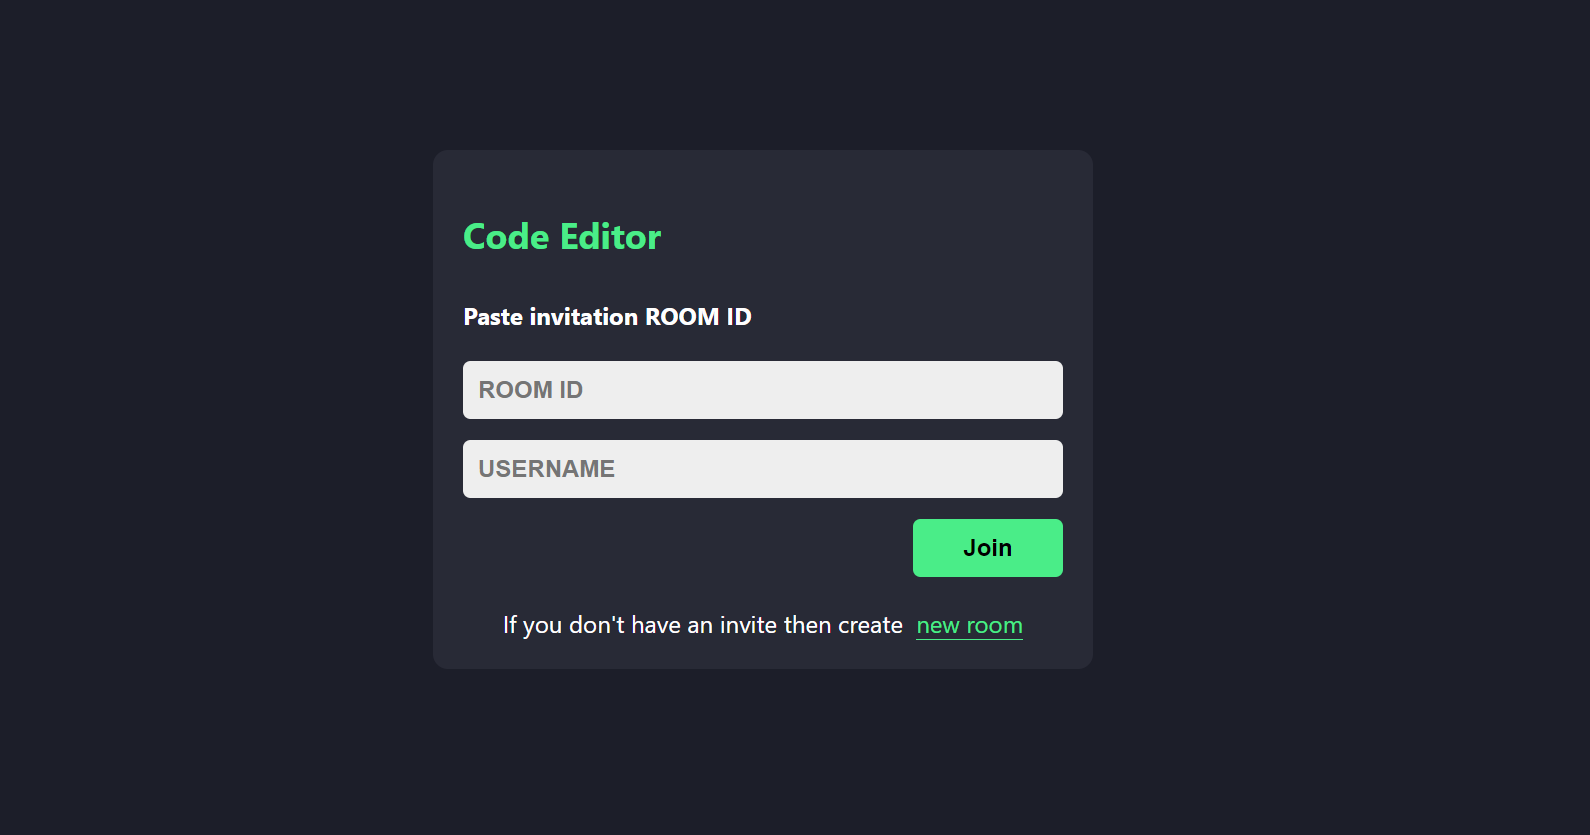 Code Editor
Paste invitation ROOM ID
ROOM ID
USERNAME
Join
If you don't have an invite then create new room